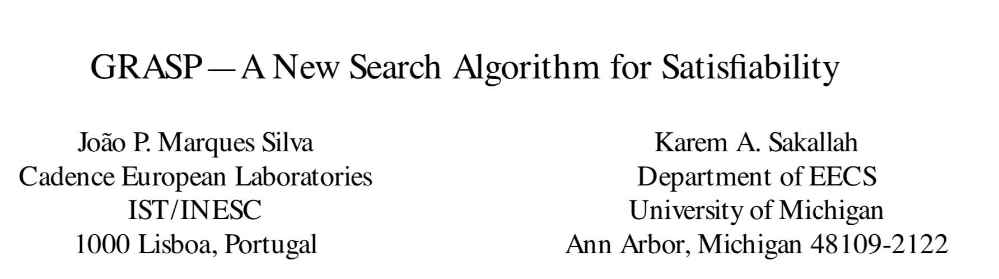 GRASP—A New Search Algorithm for Satisfiability
João P. Marques Silva
Cadence European Laboratories
IST/INESC
1000 Lisboa, Portugal
Karem A. Sakallah
Department of EECS
University of Michigan
Ann Arbor, Michigan 48109-2122